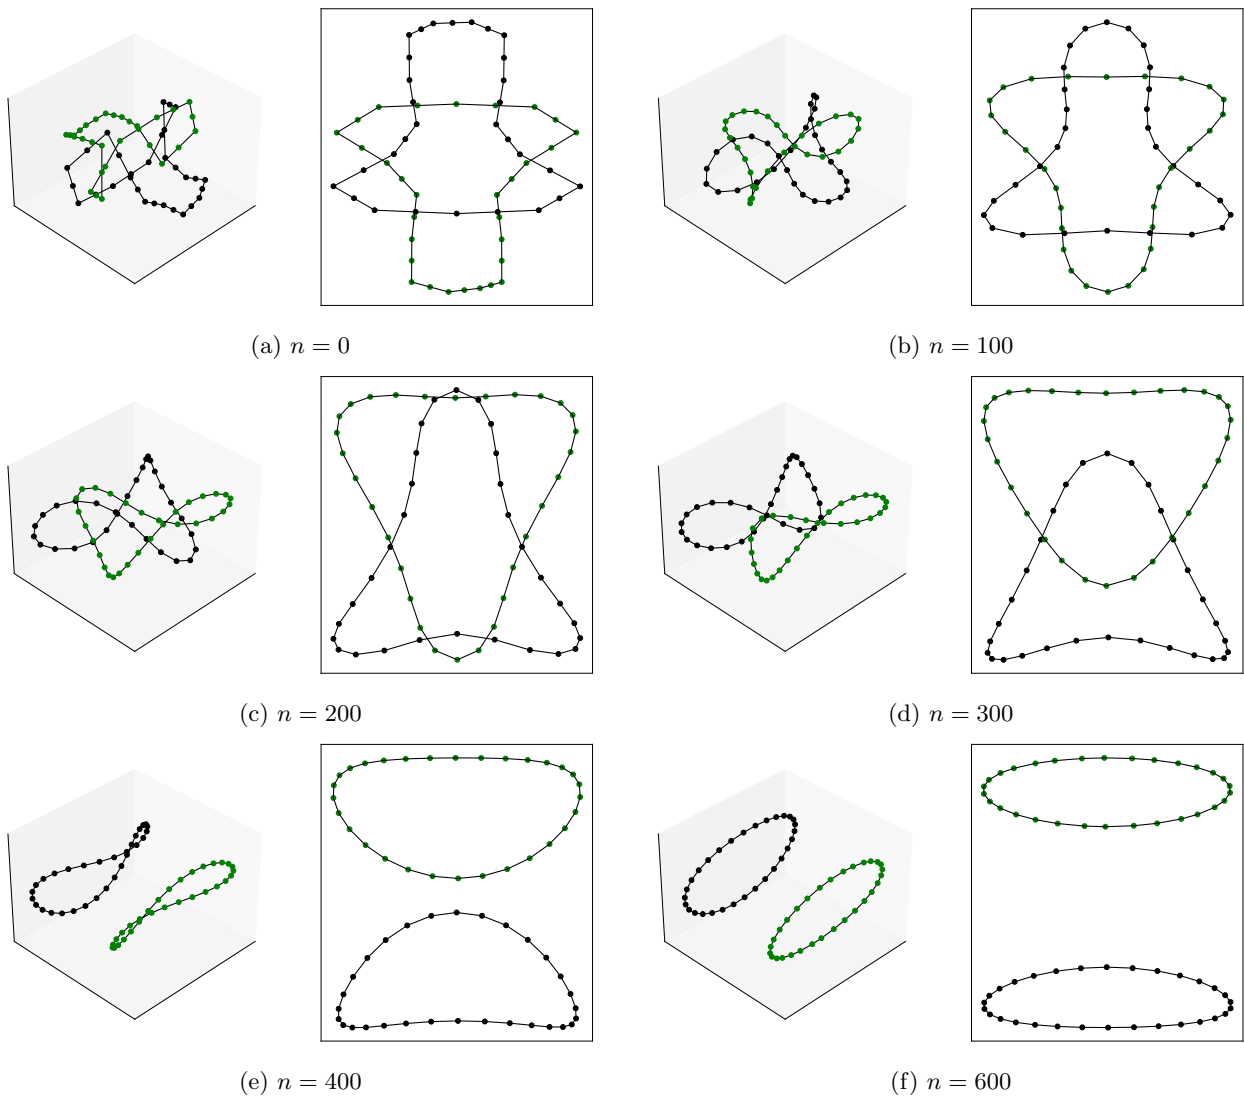 (a) n = 0
(b) n = 100
(c) n = 200
(d) n = 300
(e) n = 400
(f) n = 600